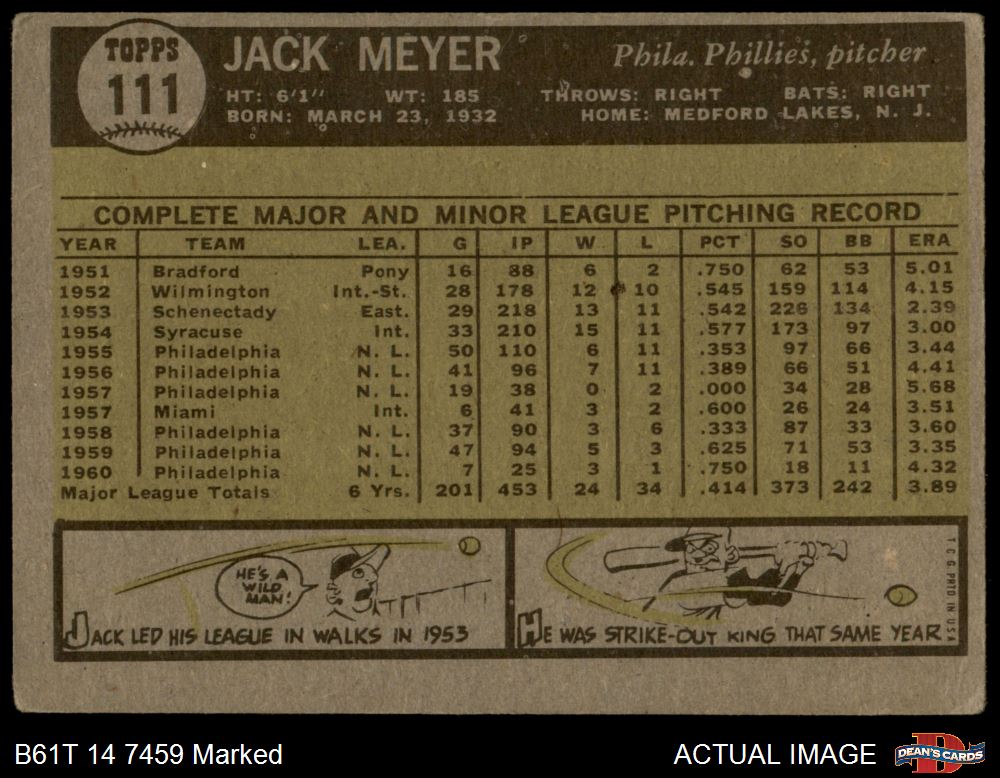 TOPPS
111
JACK MEYER
Phila. Phillies, pitcher
HT: 6'1" WT: 185 THROWS: RIGHT BATS: RIGHT
BORN: MARCH 23, 1932 HOME: MEDFORD LAKES, N. J.
COMPLETE MAJOR AND MINOR LEAGUE PITCHING RECORD
YEAR TEAM LEA. G IP W L PCT SO BB ERA
1951 Bradford Pony 16 88 6 2 .750 62 53 5.01
1952 Wilmington Int.-St. 28 178 12 10 .545 159 114 4.15
1953 Schenectady East. 29 218 13 11 .542 226 134 2.39
1954 Syracuse Int. 33 210 15 11 .577 173 97 3.00
1955 Philadelphia N. L. 50 110 6 11 .353 97 66 3.44
1956 Philadelphia N. L. 41 96 7 11 .389 66 51 4.41
1957 Philadelphia N. L. 19 38 0 2 .000 34 28 5.68
1957 Miami Int. 6 41 3 2 .600 26 24 3.51
1958 Philadelphia N. L. 37 90 3 6 .333 87 33 3.60
1959 Philadelphia N. L. 47 94 5 3 .625 71 53 3.35
1960 Philadelphia N. L. 7 25 3 1 .750 18 11 4.32
Major League Totals 6 Yrs. 201 453 24 34 .414 373 242 3.89
HE'S A
WILD
MAN!
JACK LED HIS LEAGUE IN WALKS IN 1953
HE WAS STRIKE-OUT KING THAT SAME YEAR
T. C. G. PRTD. IN U.S.A.
B61T 14 7459 Marked
ACTUAL IMAGE
DEAN'S CARDS